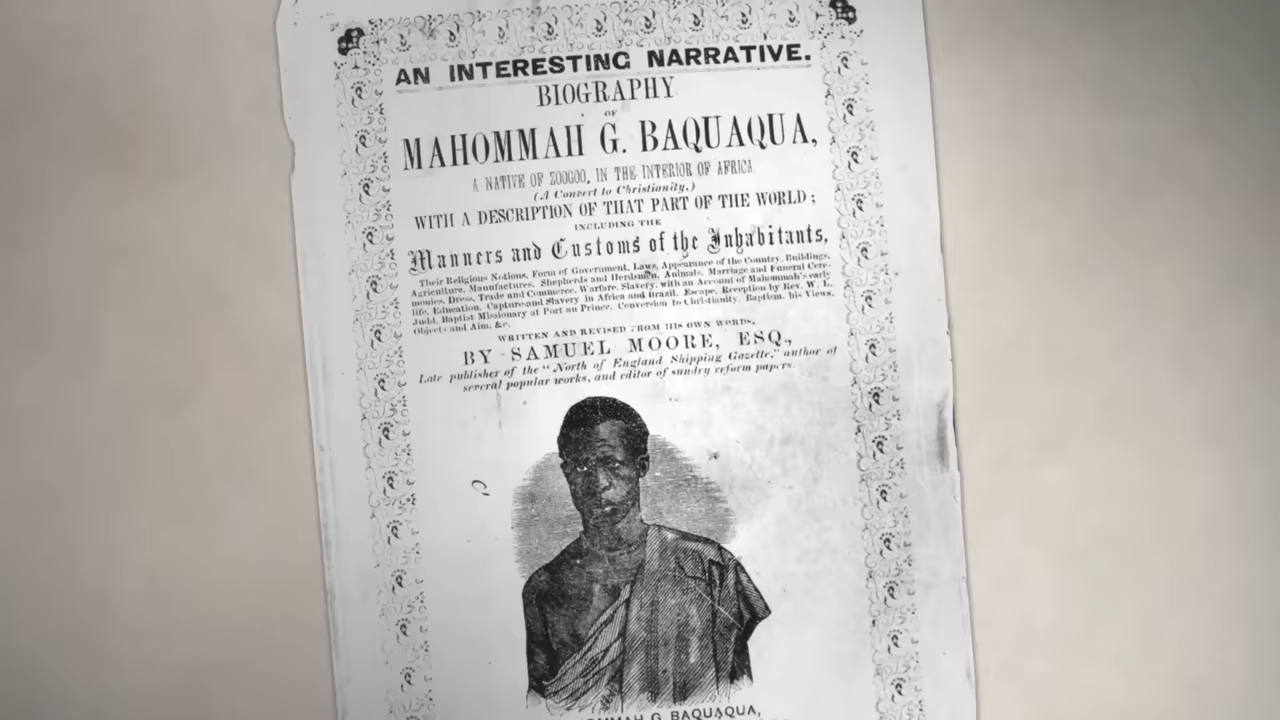 AN INTERESTING NARRATIVE.
BIOGRAPHY
OF
MAHOMMAH G. BAQUAQUA,
A NATIVE OF ZOOGOO, IN THE INTERIOR OF AFRICA.
(A Convert to Christianity,)
WITH A DESCRIPTION OF THAT PART OF THE WORLD;
INCLUDING THE
Manners and Customs of the Inhabitants,
Their Religious Notions, Form of Government, Laws, Appearance of the Country, Buildings,
Agriculture, Manufactures, Shepherds and Herdsmen, Animals, Marriage and Funeral Cere-
monies, Dress, Trade and Commerce, Warfare, Slavery, with an Account of Mahommah's early
life, Education, Capture and Slavery in Africa and Brazil, Escape, Reception by Rev. W. L.
Judd, Baptist Missionary at Port au Prince, Conversion to Christianity, Baptism, his Views,
Objects and Aim, &c.
WRITTEN AND REVISED FROM HIS OWN WORDS,
BY SAMUEL MOORE, ESQ.,
Late publisher of the "North of England Shipping Gazette," author of
several popular works, and editor of sundry reform papers.
G. BAQUAQUA,